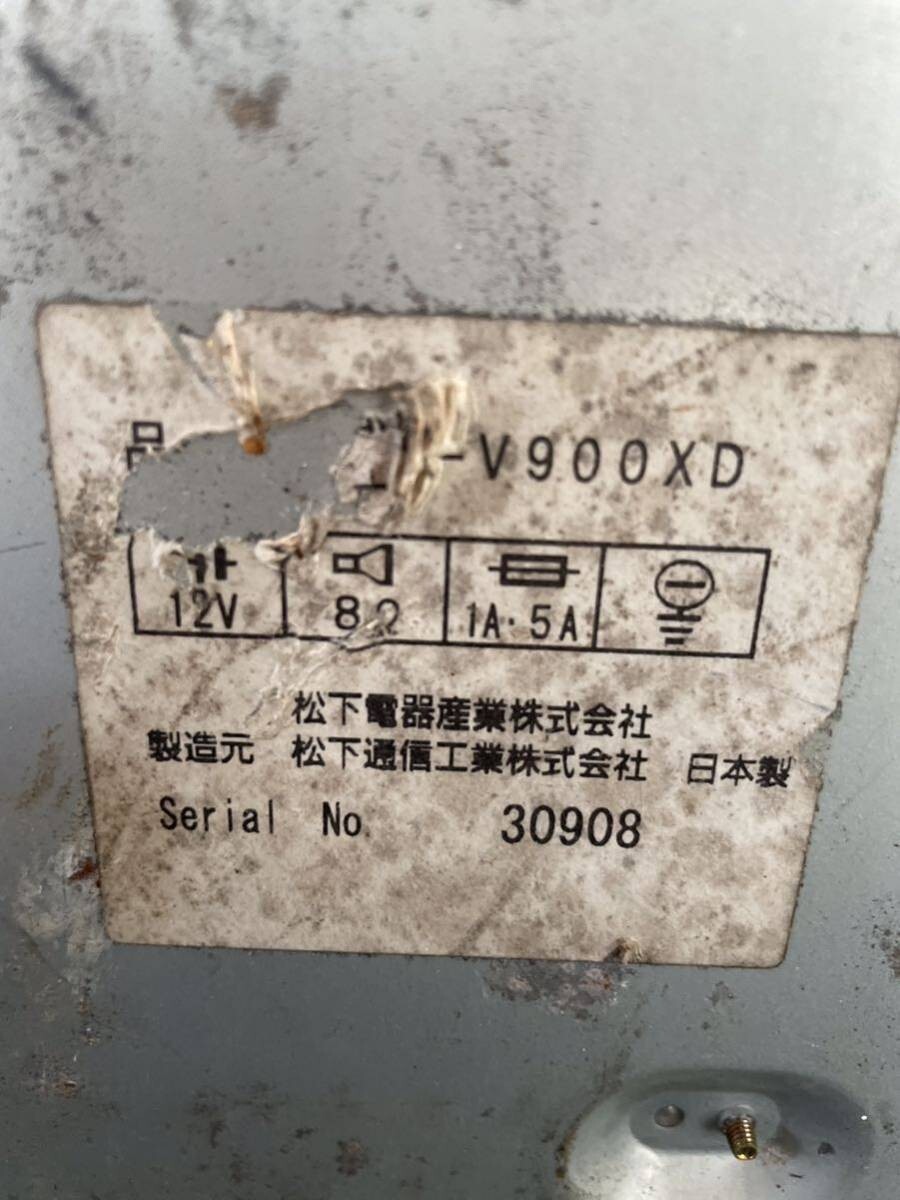 品 -V900XD
12V 8Ω 1A·5A
松下電器産業株式会社
製造元 松下通信工業株式会社 日本製
Serial No. 30908